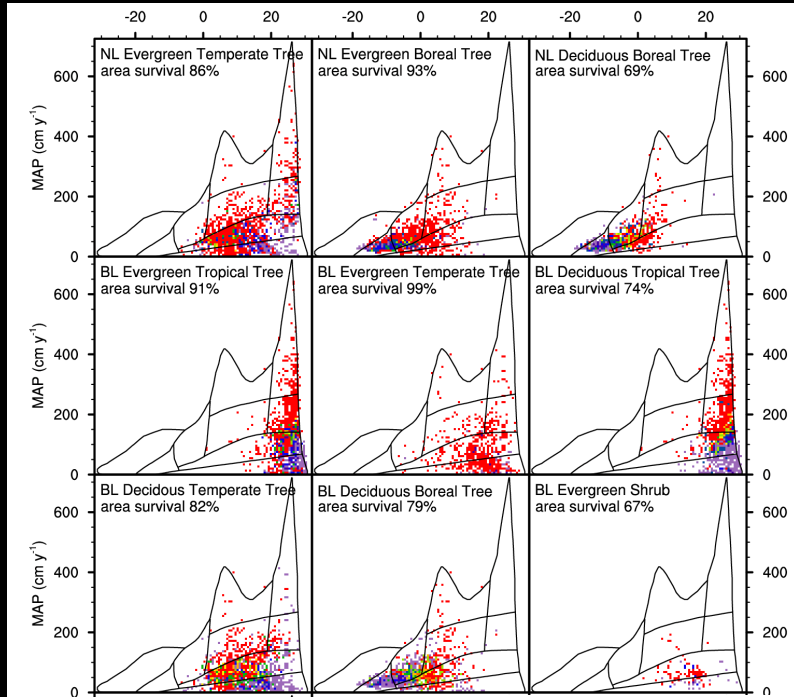 -20 0 20 -20 0 20 -20 0 20
NL Evergreen Temperate Tree
area survival 86%
NL Evergreen Boreal Tree
area survival 93%
NL Deciduous Boreal Tree
area survival 69%
MAP (cm y-1)
600
400
200
0
600
400
200
0
BL Evergreen Tropical Tree
area survival 91%
BL Evergreen Temperate Tree
area survival 99%
BL Deciduous Tropical Tree
area survival 74%
MAP (cm y-1)
600
400
200
0
600
400
200
0
BL Decidous Temperate Tree
area survival 82%
BL Deciduous Boreal Tree
area survival 79%
BL Evergreen Shrub
area survival 67%
MAP (cm y-1)
600
400
200
0
600
400
200
0